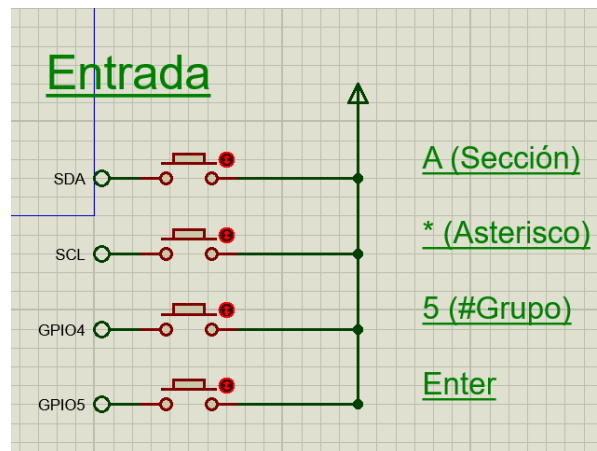 Entrada
SDA
A (Sección)
SCL
* (Asterisco)
GPIO4
5 (#Grupo)
GPIO5
Enter